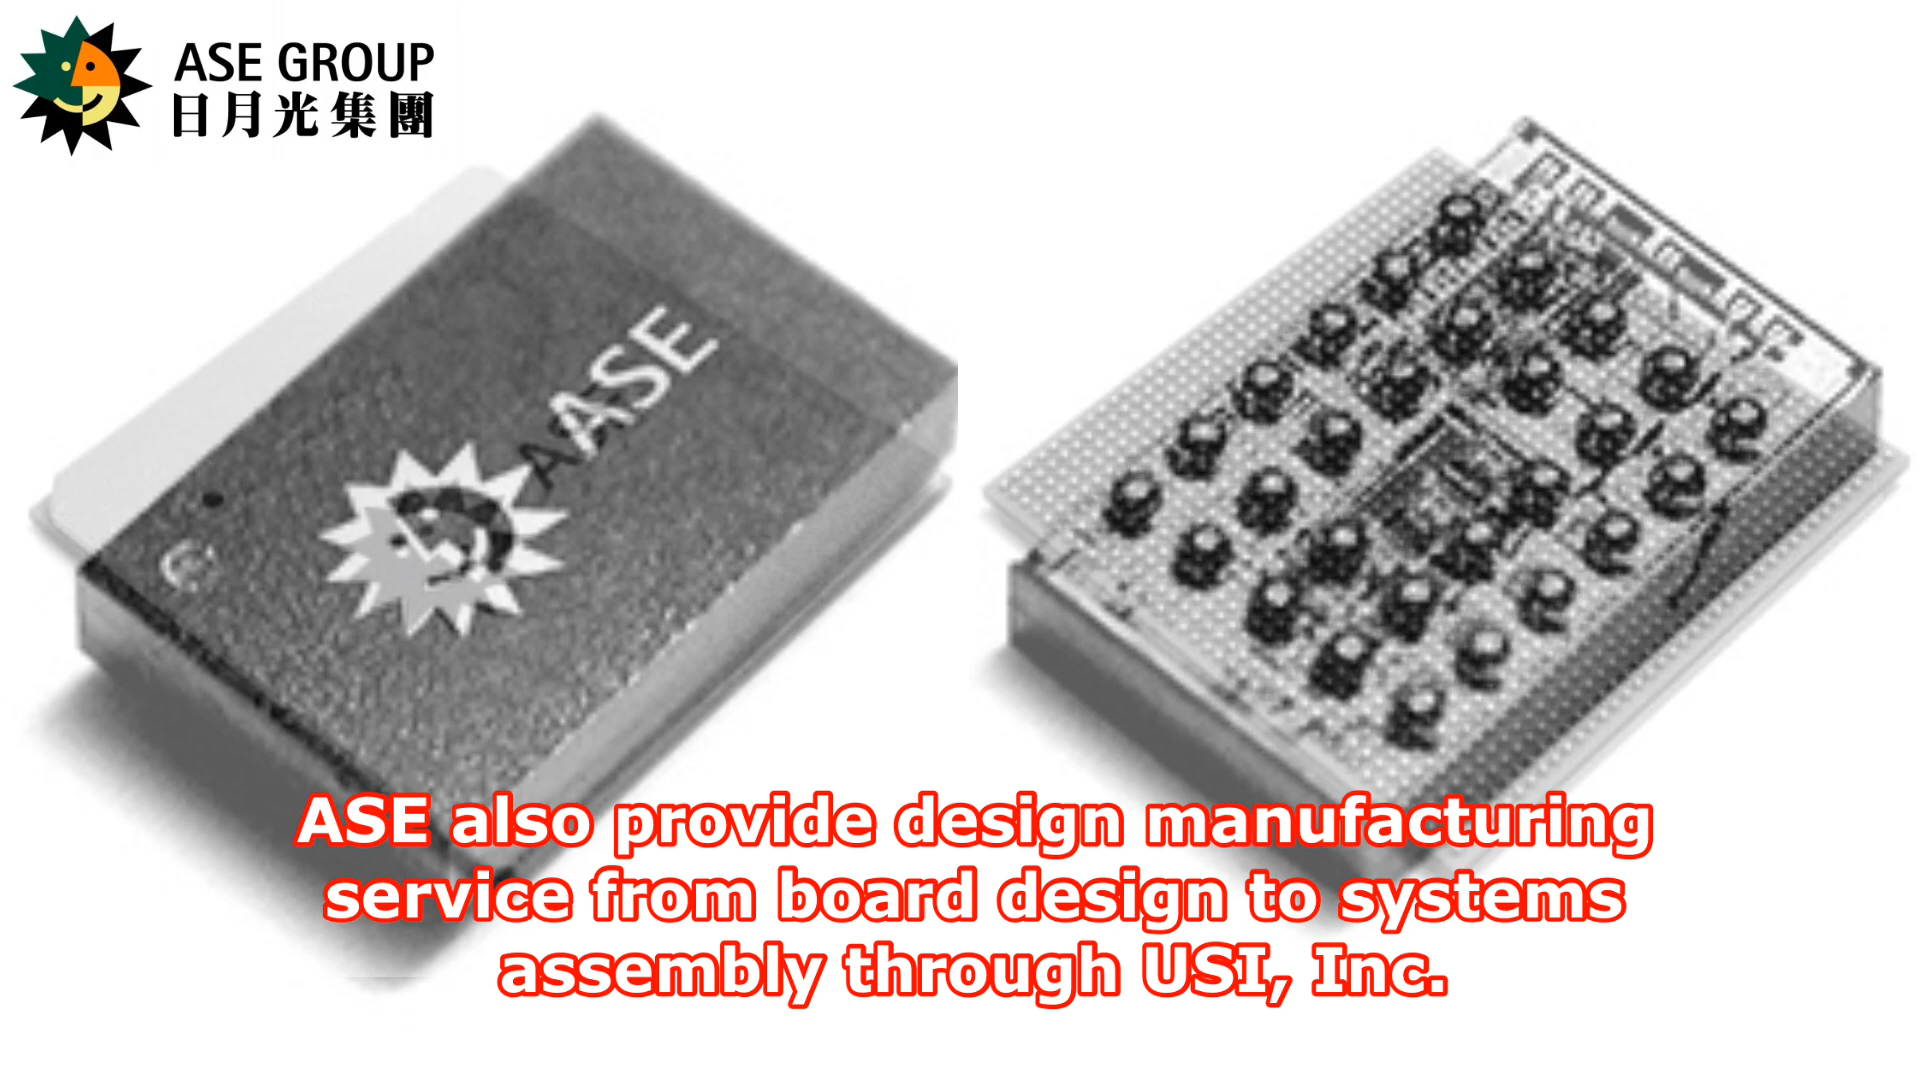 ASE GROUP
日月光集團
ASE
ASE also provide design manufacturing
service from board design to systems
assembly through USI, Inc.